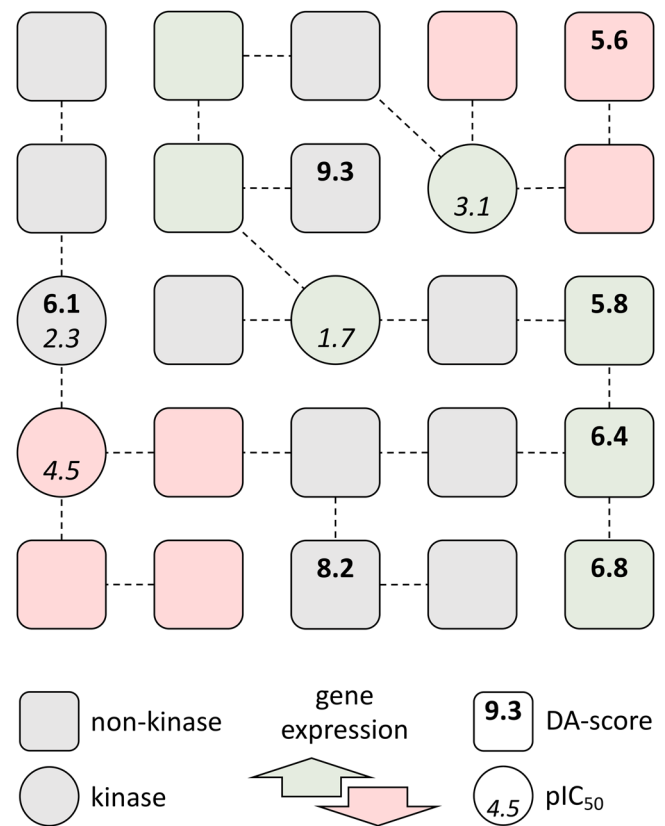 5.6
9.3
3.1
6.1
2.3
1.7
5.8
4.5
6.4
8.2
6.8
non-kinase
gene
expression
9.3
DA-score
kinase
4.5
pIC₅₀